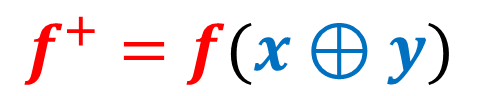 f⁺ = f(x ⊕ y)